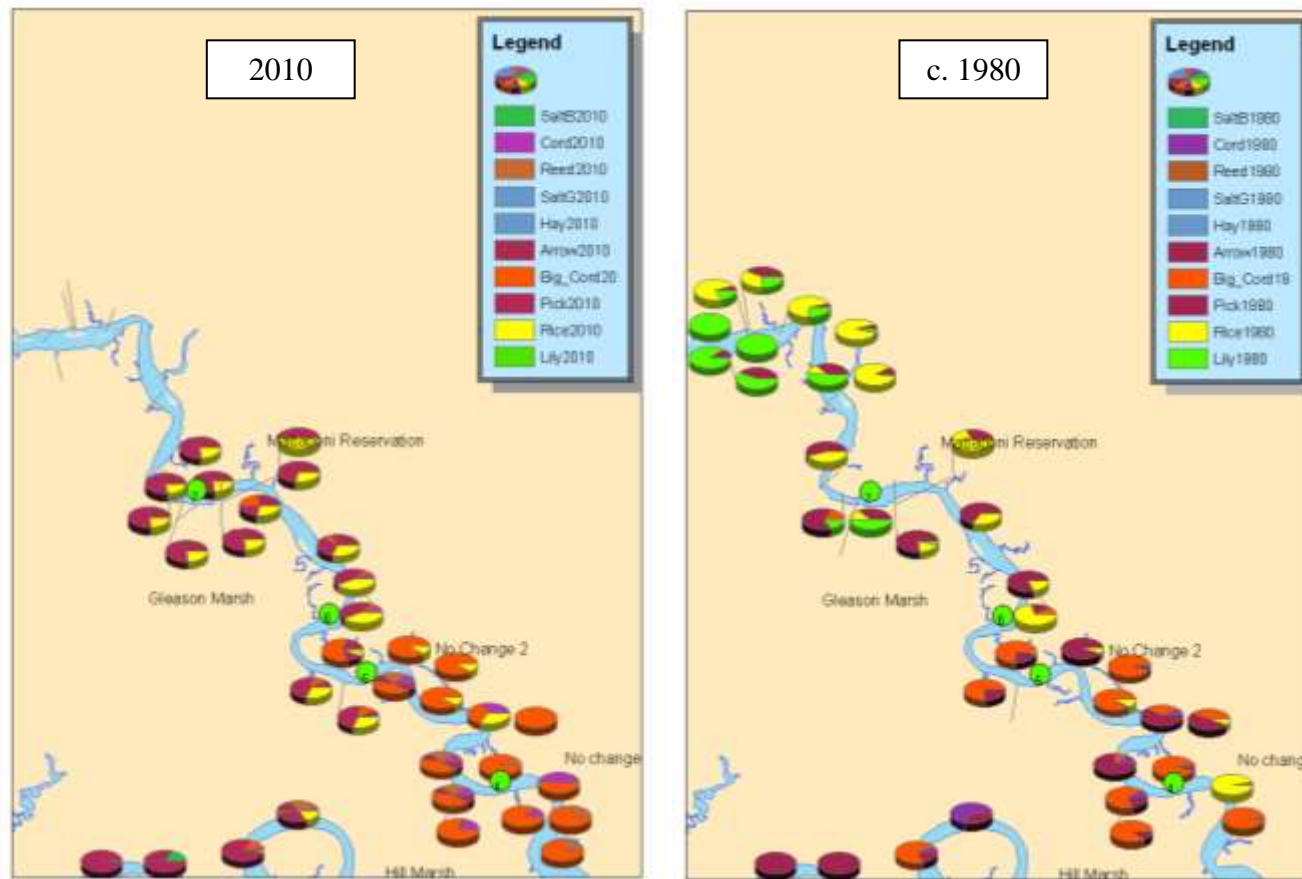 2010
Legend
SaltB2010
Cord2010
Reed2010
SaltG2010
Hay2010
Arrow2010
Big_Cord20
Pick2010
Rice2010
Lily2010
Reservation
Gleason Marsh
No Change 2
No change
Hill Marsh
c. 1980
Legend
SaltB1980
Cord1980
Reed1980
SaltG1980
Hay1980
Arrow1980
Big_Cord19
Pick1980
Rice1980
Lily1980
Reservation
Gleason Marsh
No Change 2
No chang
Hill Marsh